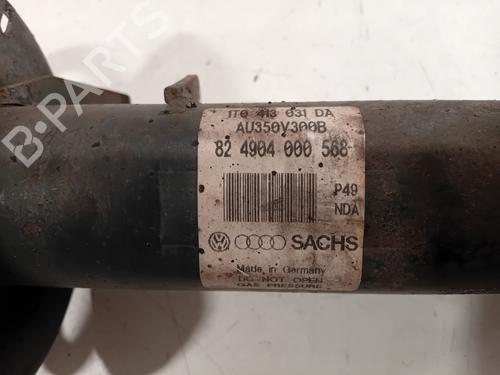 1T0 413 031 DA
AU350V300B
82 4904 000 568
P49
NDA
SACHS
Made in Germany
DO NOT OPEN
GAS PRESSURE
B-PARTS